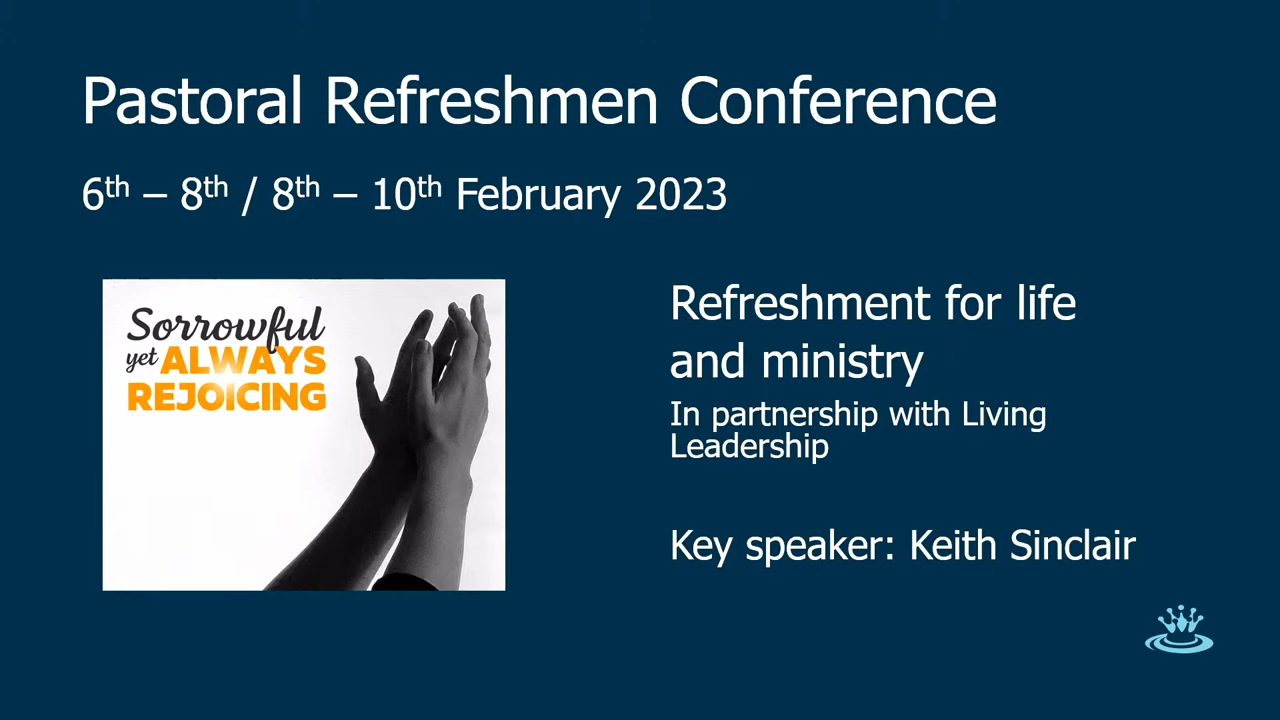 Pastoral Refreshmen Conference
6th – 8th / 8th – 10th February 2023
Sorrowful
yet ALWAYS
REJOICING
Refreshment for life
and ministry
In partnership with Living
Leadership
Key speaker: Keith Sinclair